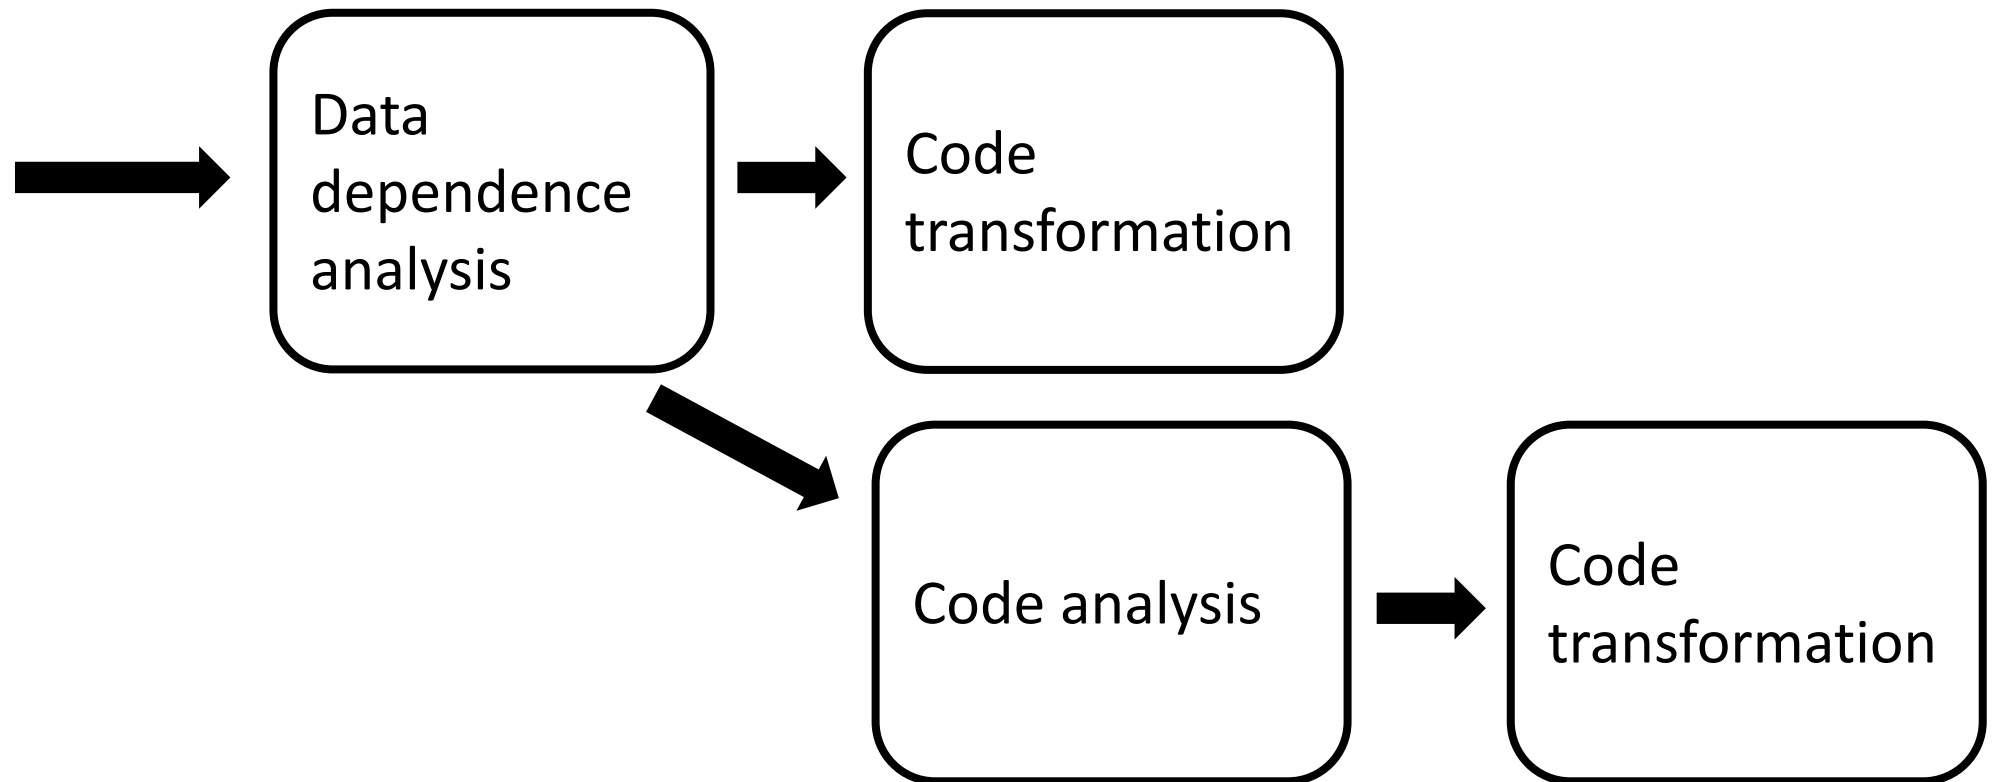 Data
dependence
analysis
Code
transformation
Code analysis
Code
transformation